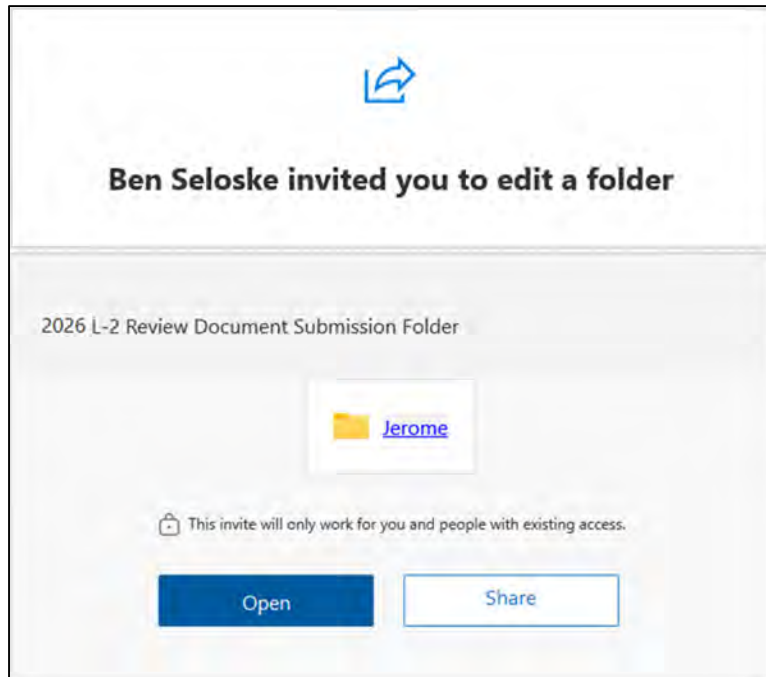 Ben Seloske invited you to edit a folder
2026 L-2 Review Document Submission Folder
Jerome
This invite will only work for you and people with existing access.
Open
Share